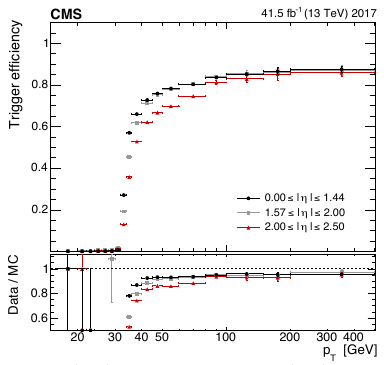 CMS 41.5 fb⁻¹ (13 TeV) 2017
Trigger efficiency
1
0.8
0.6
0.4
0.2
0.00 ≤ |η| ≤ 1.44
1.57 ≤ |η| ≤ 2.00
2.00 ≤ |η| ≤ 2.50
Data / MC
1
0.8
0.6
20 30 40 50 100 200 300
p_T [GeV]